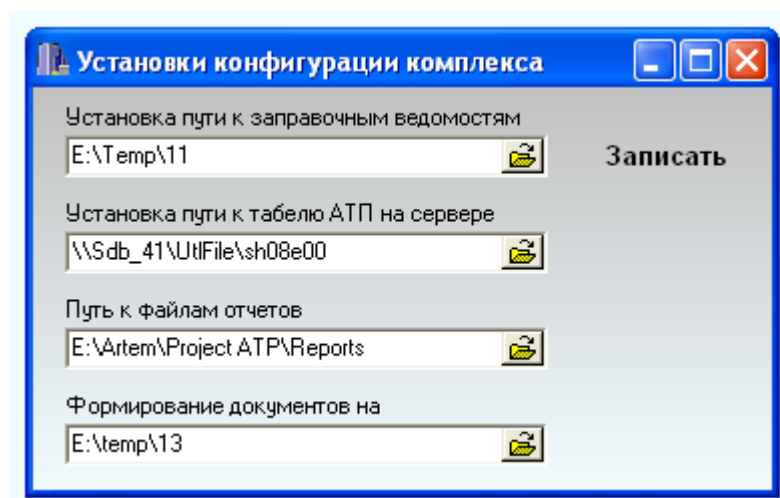 Установки конфигурации комплекса
Установка пути к заправочным ведомостям
E:\Temp\11
Записать
Установка пути к табелю АТП на сервере
\\Sdb_41\UtlFile\sh08e00
Путь к файлам отчетов
E:\Artem\Project ATP\Reports
Формирование документов на
E:\temp\13